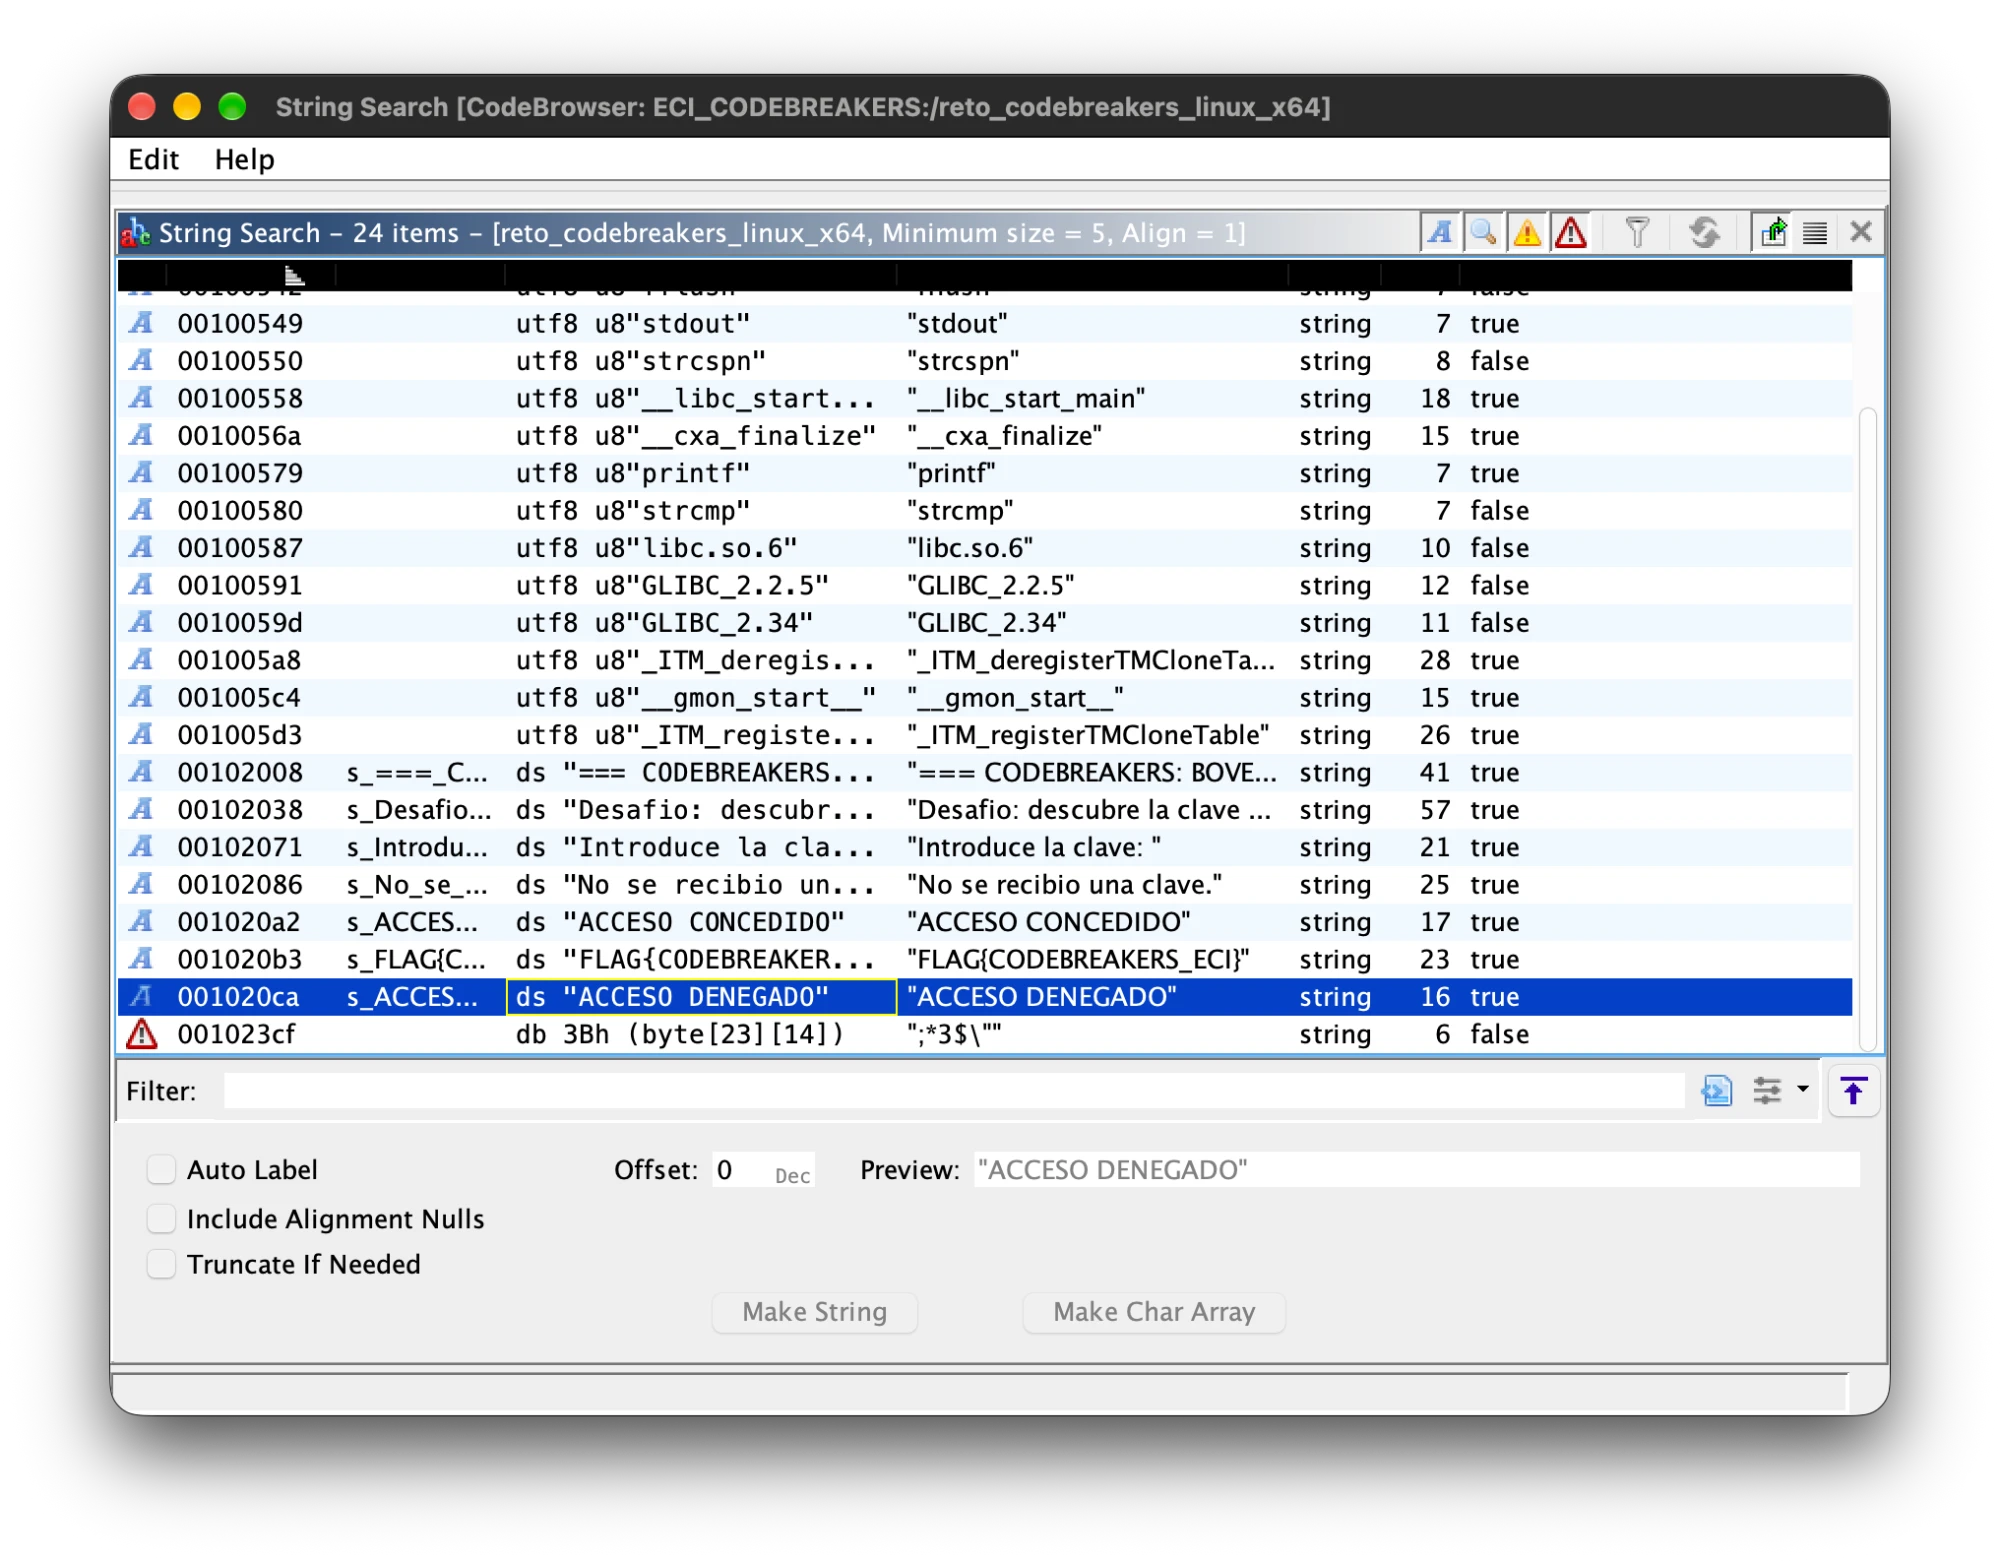 String Search [CodeBrowser: ECI_CODEBREAKERS:/reto_codebreakers_linux_x64]
Edit Help
String Search – 24 items – [reto_codebreakers_linux_x64, Minimum size = 5, Align = 1]
00100549 utf8 u8"stdout" "stdout" string 7 true
00100550 utf8 u8"strcspn" "strcspn" string 8 false
00100558 utf8 u8"__libc_start... "__libc_start_main" string 18 true
0010056a utf8 u8"__cxa_finalize" "__cxa_finalize" string 15 true
00100579 utf8 u8"printf" "printf" string 7 true
00100580 utf8 u8"strcmp" "strcmp" string 7 false
00100587 utf8 u8"libc.so.6" "libc.so.6" string 10 false
00100591 utf8 u8"GLIBC_2.2.5" "GLIBC_2.2.5" string 12 false
0010059d utf8 u8"GLIBC_2.34" "GLIBC_2.34" string 11 false
001005a8 utf8 u8"_ITM_deregis... "_ITM_deregisterTMCloneTa... string 28 true
001005c4 utf8 u8"__gmon_start__" "__gmon_start__" string 15 true
001005d3 utf8 u8"_ITM_registe... "_ITM_registerTMCloneTable" string 26 true
00102008 s_===_C... ds "=== CODEBREAKERS... "=== CODEBREAKERS: BOVE... string 41 true
00102038 s_Desafio... ds "Desafio: descubr... "Desafio: descubre la clave ... string 57 true
00102071 s_Introdu... ds "Introduce la cla... "Introduce la clave: " string 21 true
00102086 s_No_se_... ds "No se recibio un... "No se recibio una clave." string 25 true
001020a2 s_ACCES... ds "ACCESO CONCEDIDO" "ACCESO CONCEDIDO" string 17 true
001020b3 s_FLAG{C... ds "FLAG{CODEBREAKER... "FLAG{CODEBREAKERS_ECI}" string 23 true
001020ca s_ACCES... ds "ACCESO DENEGADO" "ACCESO DENEGADO" string 16 true
001023cf db 3Bh (byte[23][14]) ";*3$\"" string 6 false
Filter:
Auto Label Offset: 0 Dec Preview: "ACCESO DENEGADO"
Include Alignment Nulls
Truncate If Needed
Make String Make Char Array